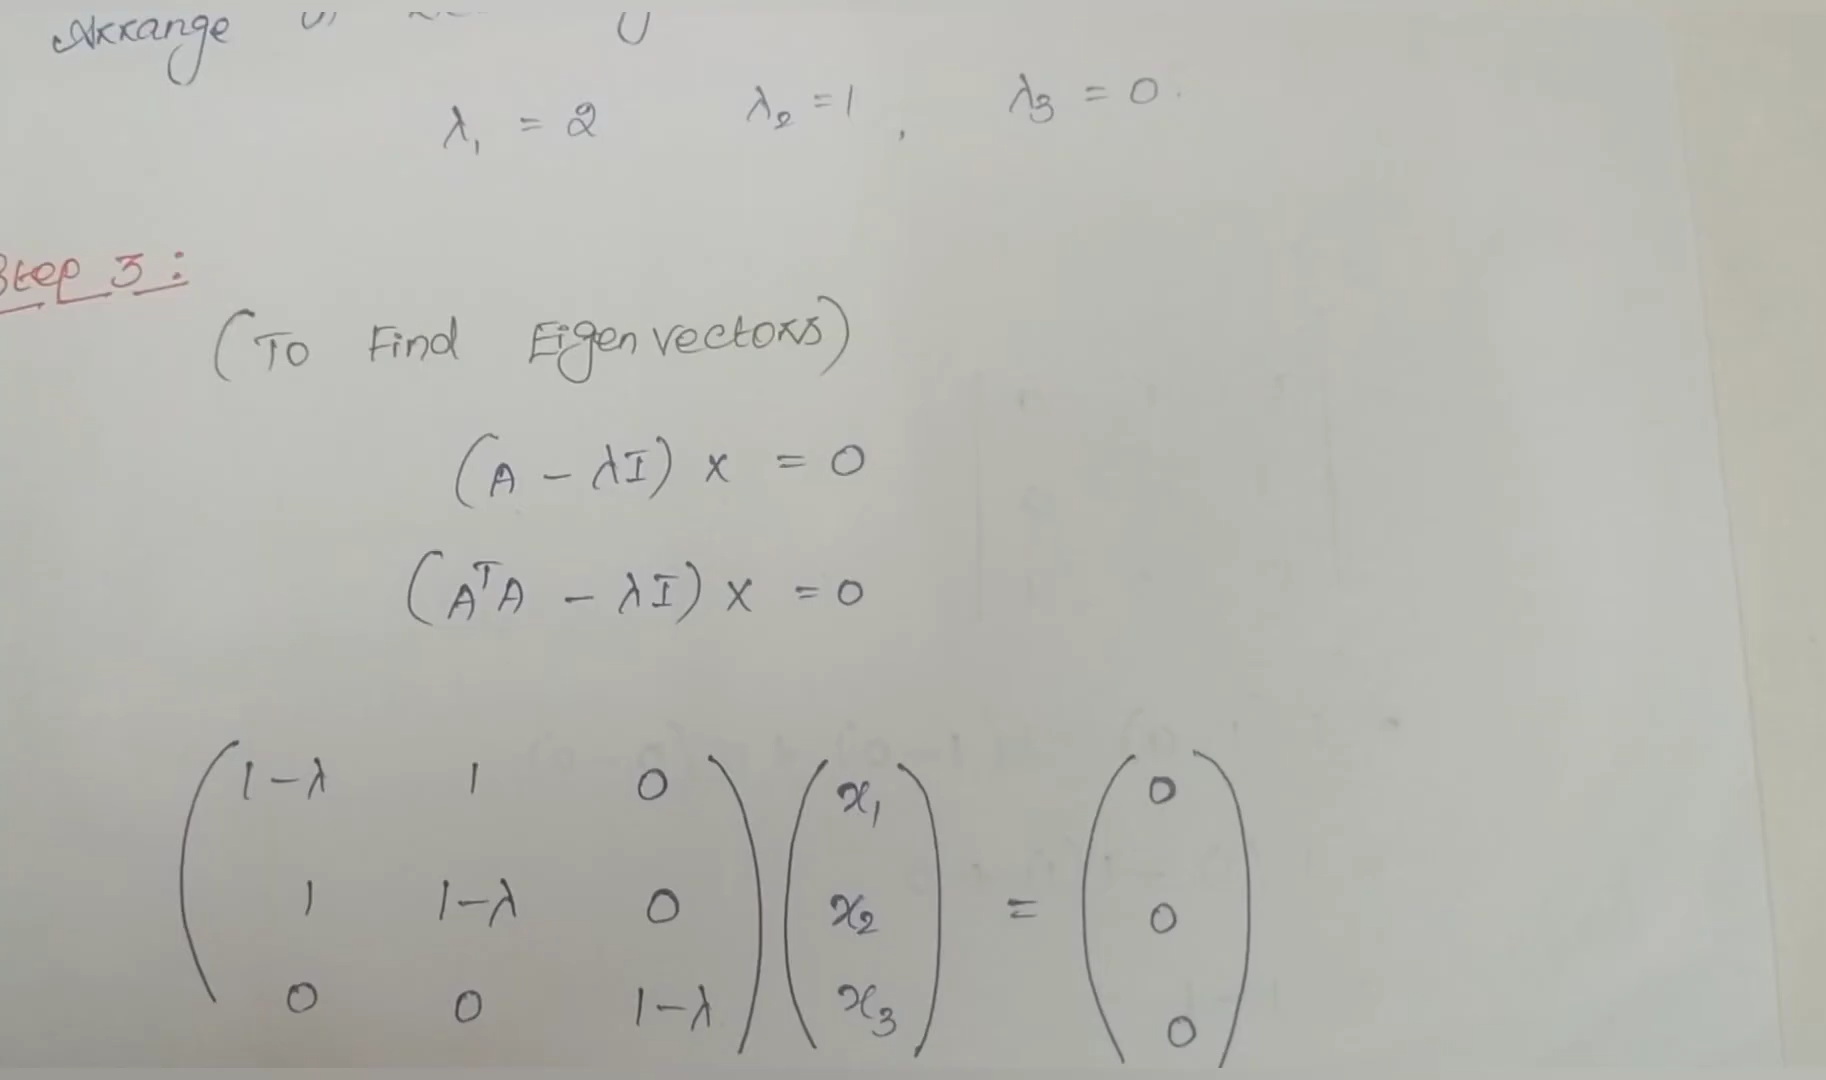 Arrange
λ₁ = 2 λ₂ = 1 , λ₃ = 0.
Step 3 :
(To Find Eigen vectors)
(A - λI) x = 0
(AᵀA - λI) x = 0
(1-λ 1 0) (x₁) (0)
(1 1-λ 0) (x₂) = (0)
(0 0 1-λ) (x₃) (0)